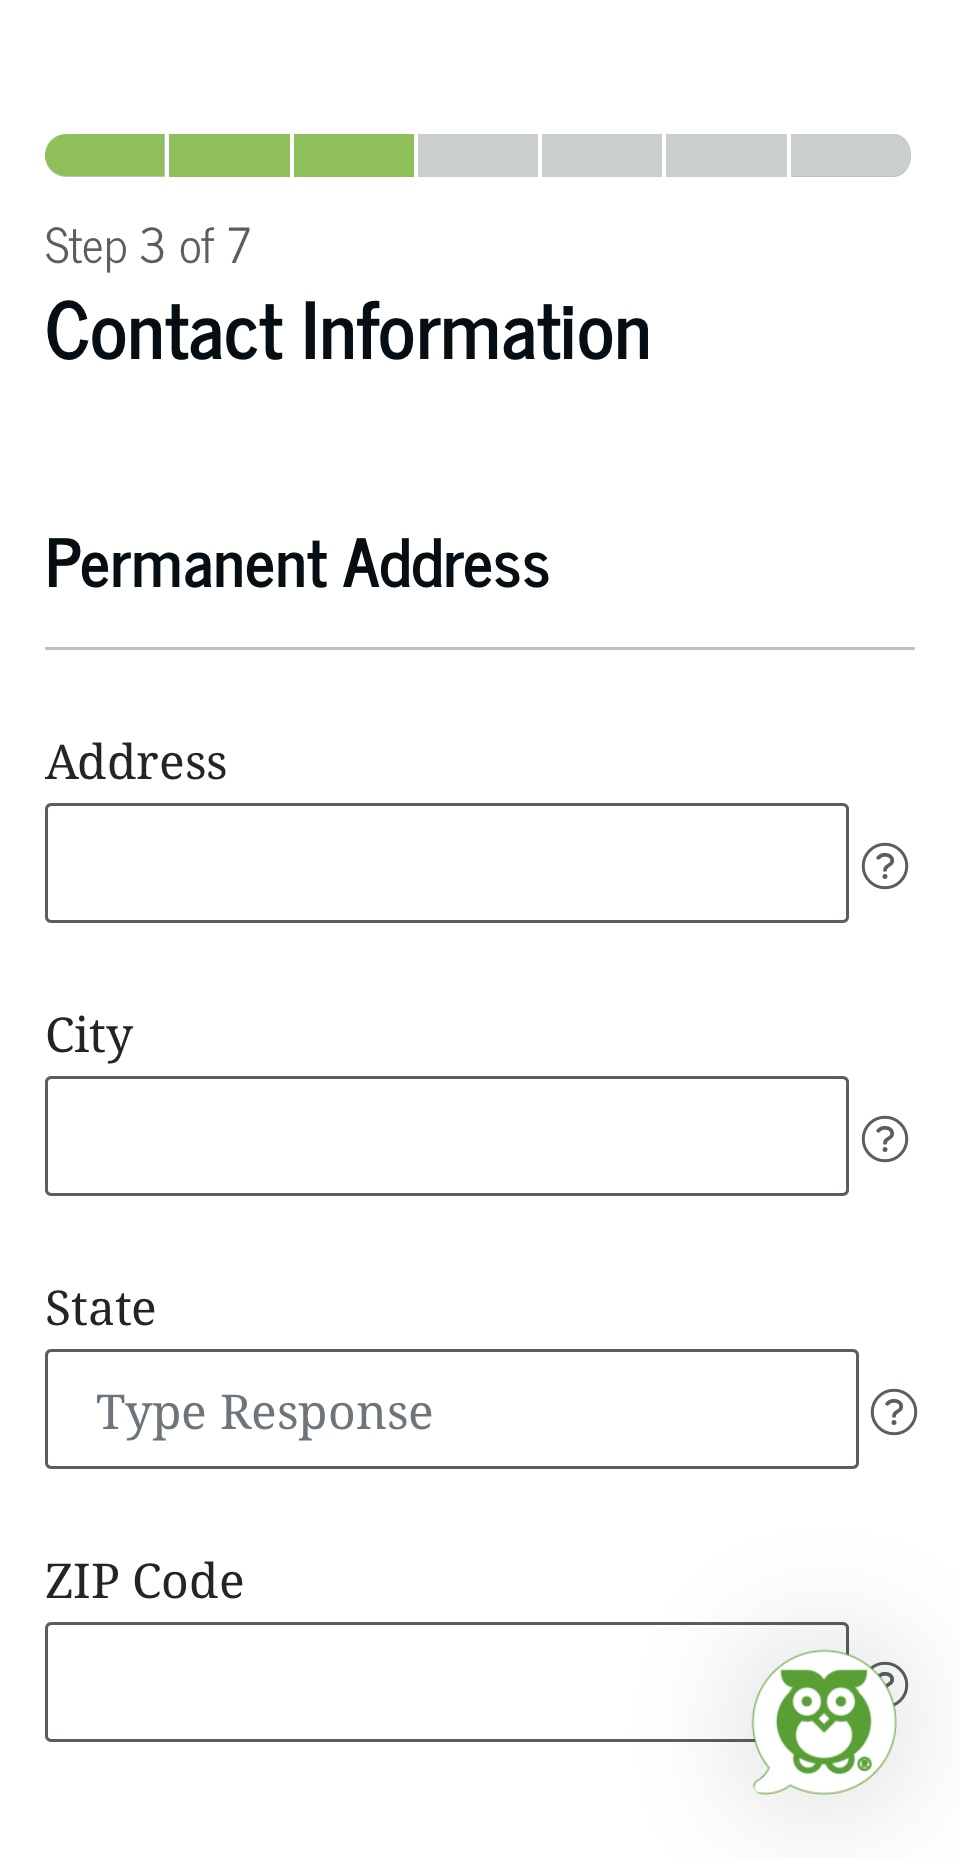 Step 3 of 7
Contact Information
Permanent Address
Address
?
City
?
State
Type Response
?
ZIP Code
?
®